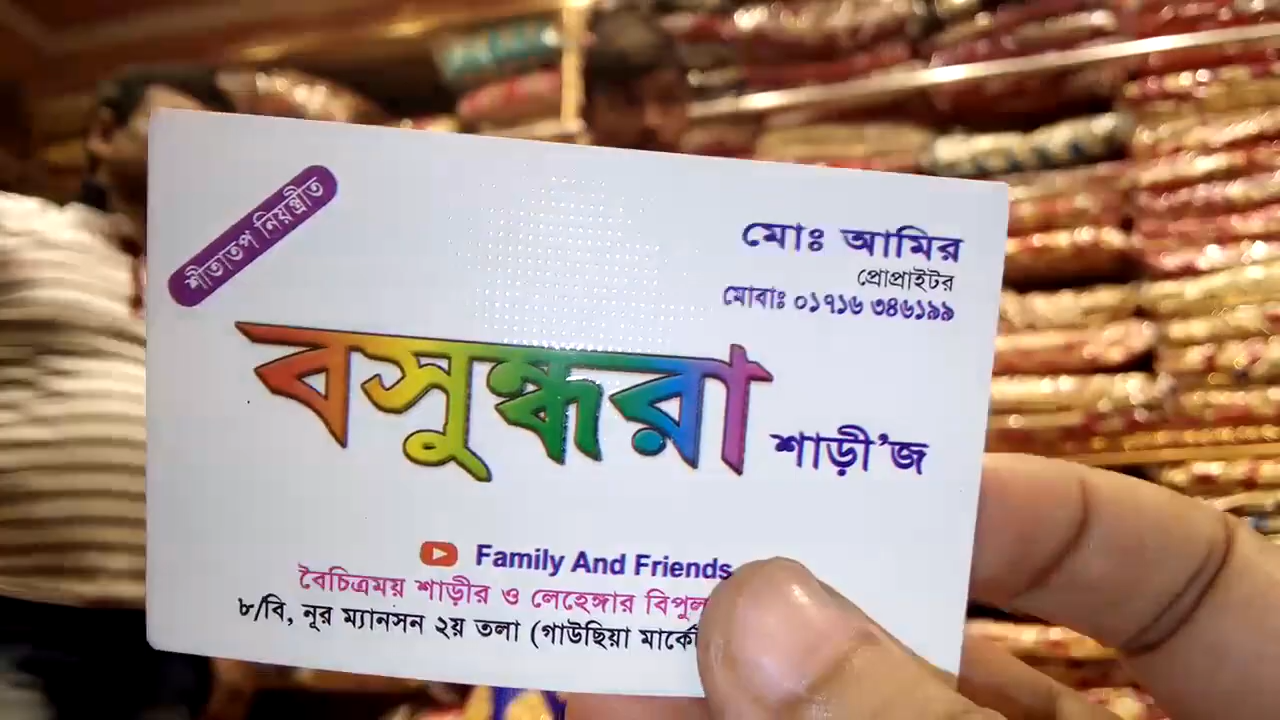 শীতাতপ নিয়ন্ত্রীত
মোঃ আমির
প্রোপ্রাইটর
মোবাঃ ০১৭১৬ ৩৪৬১৯৯
বসুন্ধরা শাড়ী'জ
Family And Friends
বৈচিত্রময় শাড়ীর ও লেহেঙ্গার বিপুল
৮/বি, নূর ম্যানসন ২য় তলা (গাউছিয়া